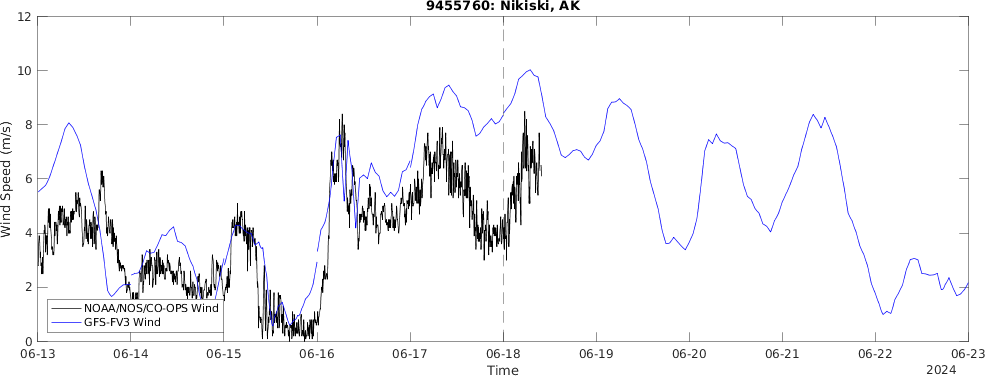 9455760: Nikiski, AK
12
10
8
6
4
2
0
Wind Speed (m/s)
NOAA/NOS/CO-OPS Wind
GFS-FV3 Wind
06-13 06-14 06-15 06-16 06-17 06-18 06-19 06-20 06-21 06-22 06-23
Time
2024